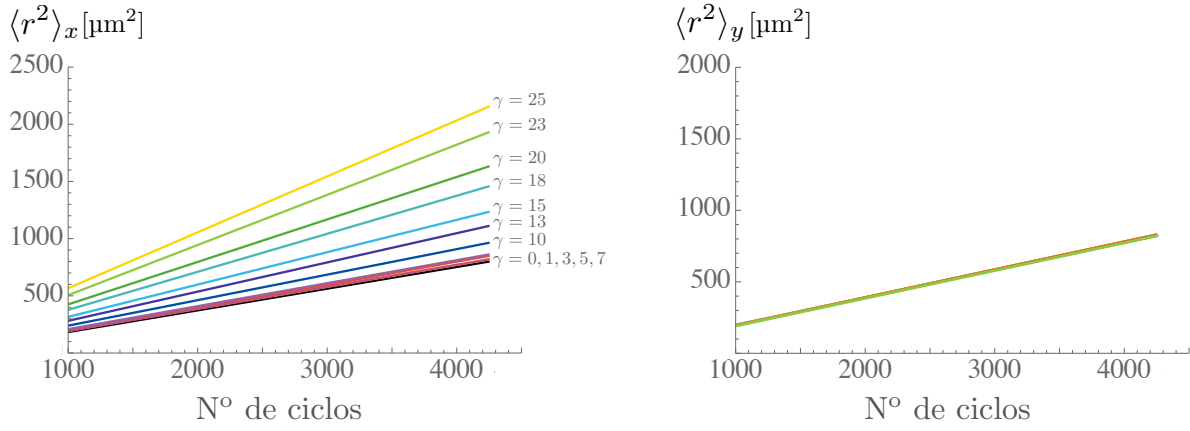 ⟨r²⟩ₓ [µm²]
2500
2000
1500
1000
500
1000 2000 3000 4000
Nº de ciclos
γ = 25
γ = 23
γ = 20
γ = 18
γ = 15
γ = 13
γ = 10
γ = 0, 1, 3, 5, 7
⟨r²⟩y [µm²]
2000
1500
1000
500
1000 2000 3000 4000
Nº de ciclos